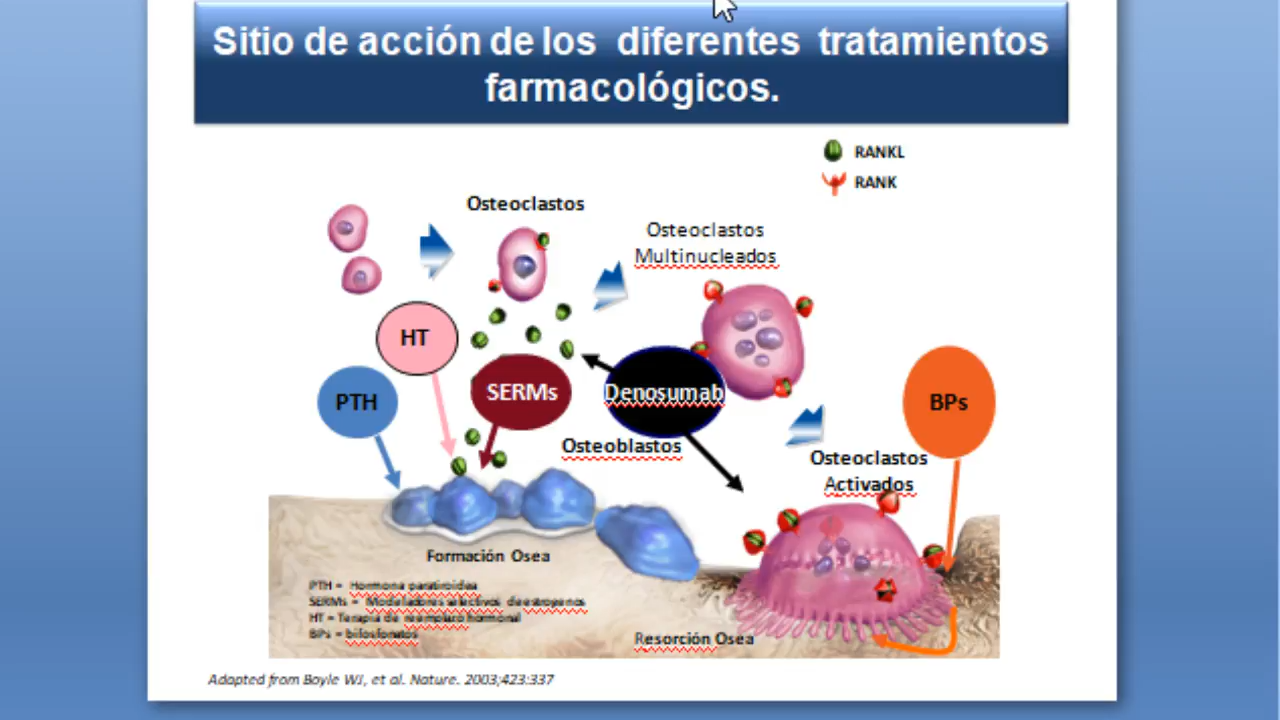 Sitio de acción de los diferentes tratamientos
farmacológicos.
RANKL
RANK
Osteoclastos
Osteoclastos
Multinucleados
HT
PTH
SERMs
Denosumab
BPs
Osteoblastos
Osteoclastos
Activados
Formación Osea
PTH = Hormona paratiroidea
SERMs = Modeladores selectivos de estrogenos
HT = Terapia de reemplazo hormonal
BPs = bifosfonatos
Resorción Osea
Adapted from Boyle WJ, et al. Nature. 2003;423:337